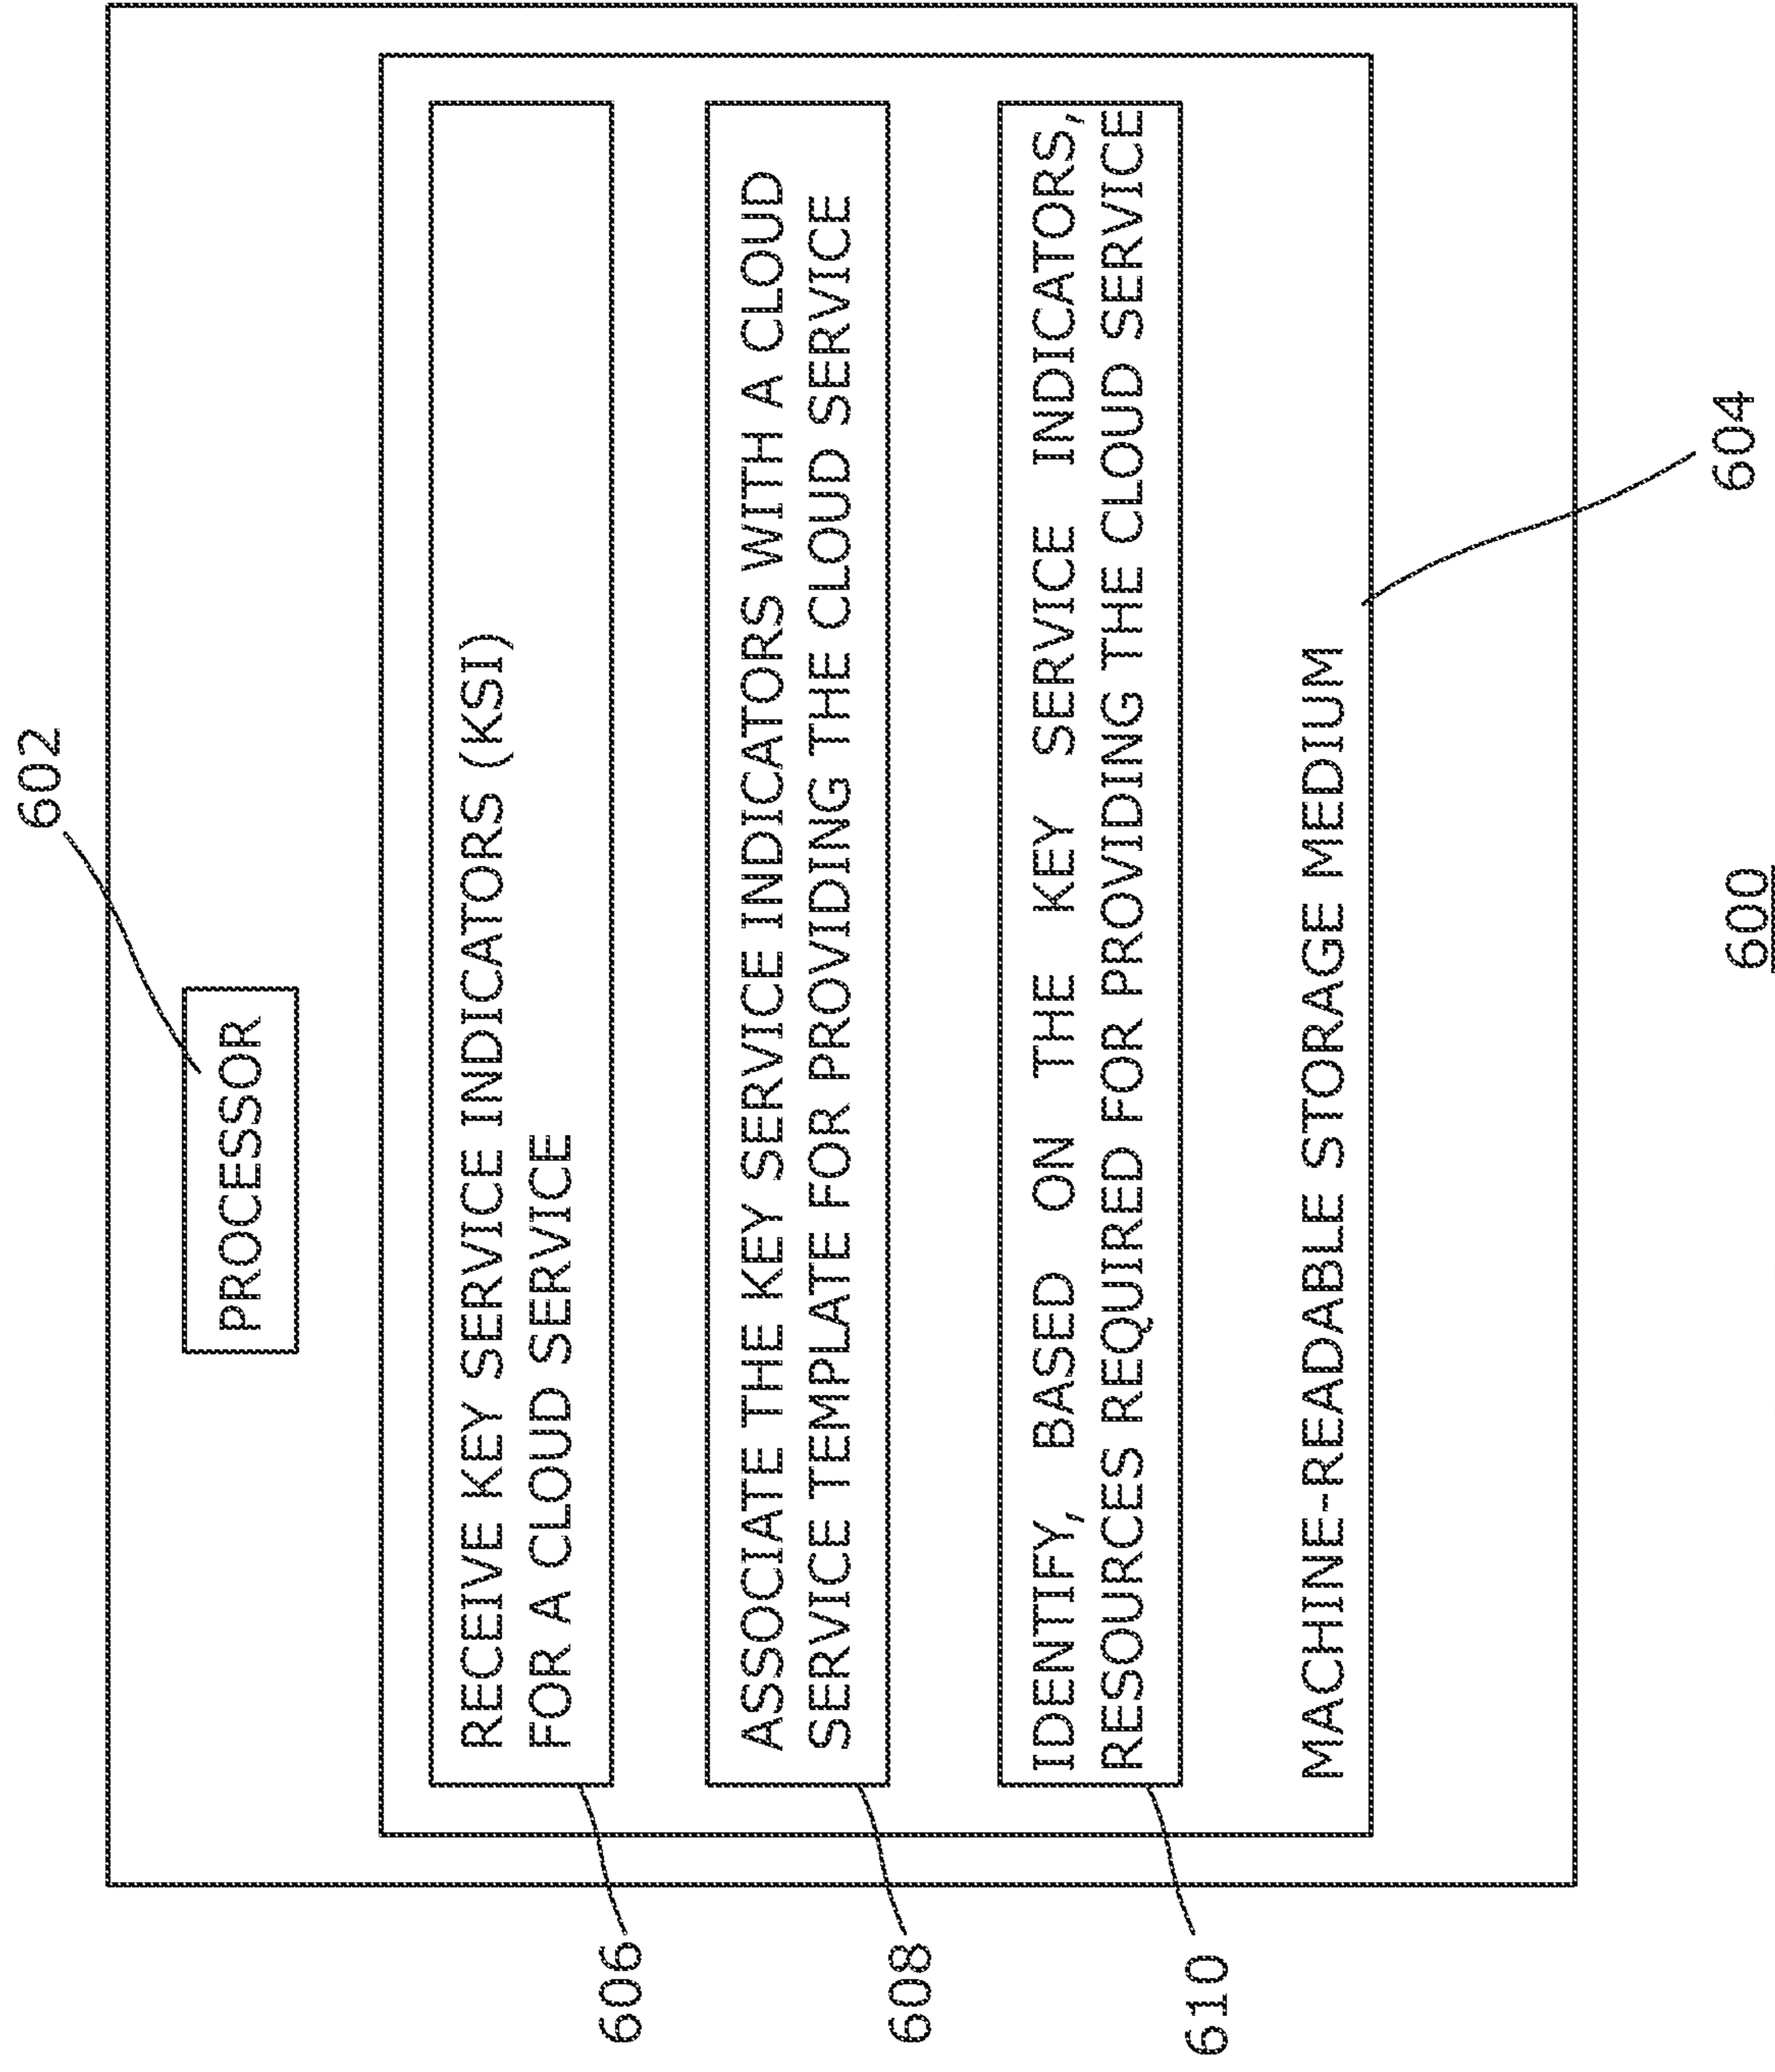 602
PROCESSOR
606
RECEIVE KEY SERVICE INDICATORS (KSI)
FOR A CLOUD SERVICE
608
ASSOCIATE THE KEY SERVICE INDICATORS WITH A CLOUD
SERVICE TEMPLATE FOR PROVIDING THE CLOUD SERVICE
610
IDENTIFY, BASED ON THE KEY SERVICE INDICATORS,
RESOURCES REQUIRED FOR PROVIDING THE CLOUD SERVICE
MACHINE-READABLE STORAGE MEDIUM
604
600